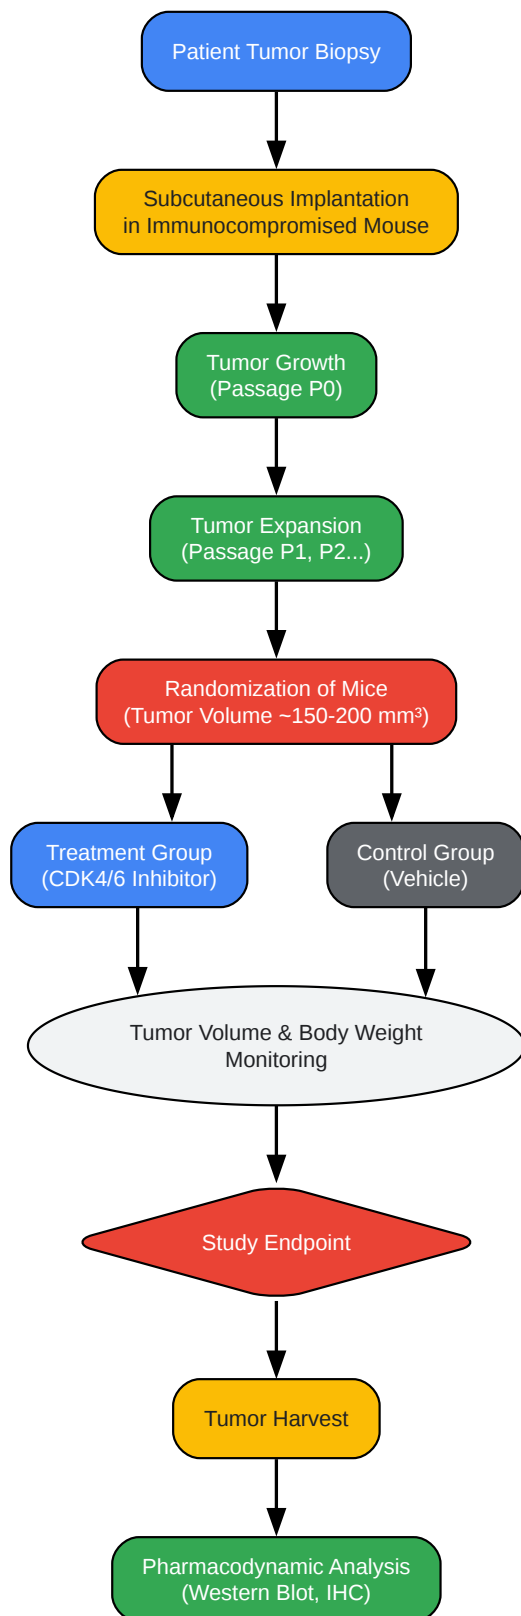 Patient Tumor Biopsy
Subcutaneous Implantation
in Immunocompromised Mouse
Tumor Growth
(Passage P0)
Tumor Expansion
(Passage P1, P2...)
Randomization of Mice
(Tumor Volume ~150-200 mm³)
Treatment Group
(CDK4/6 Inhibitor)
Control Group
(Vehicle)
Tumor Volume & Body Weight
Monitoring
Study Endpoint
Tumor Harvest
Pharmacodynamic Analysis
(Western Blot, IHC)